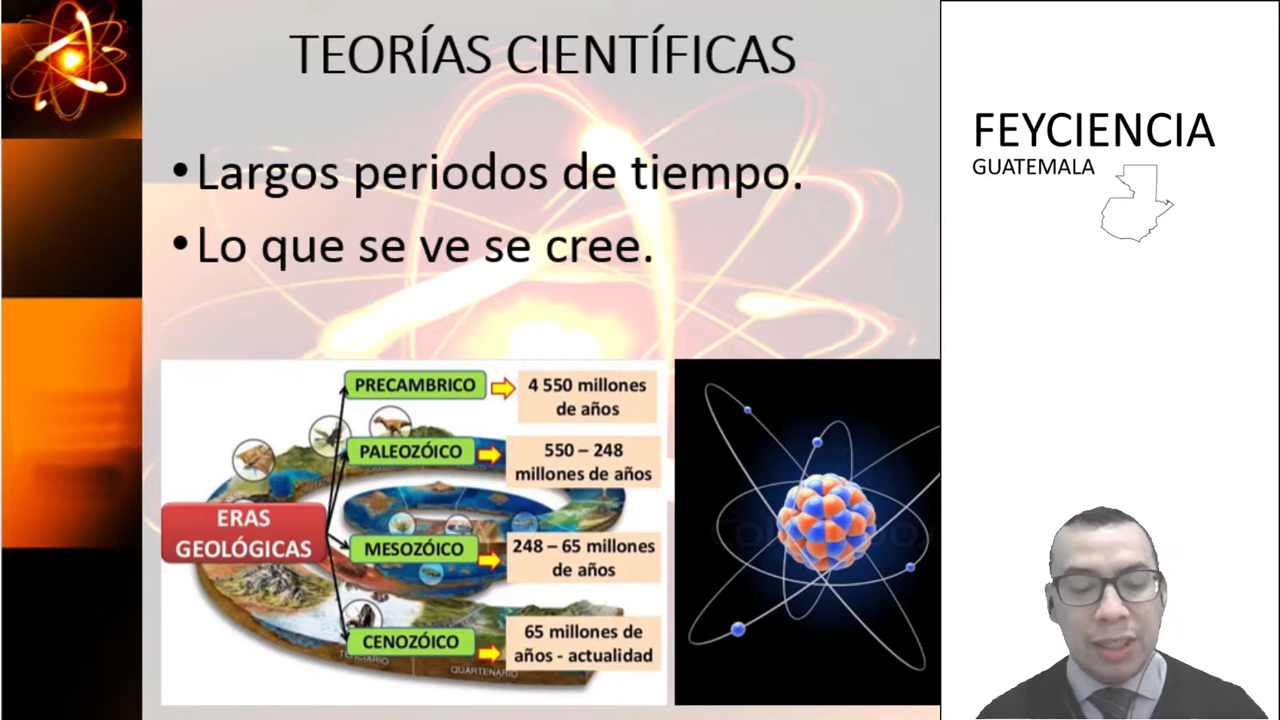 TEORÍAS CIENTÍFICAS
•Largos periodos de tiempo.
•Lo que se ve se cree.
FEYCIENCIA
GUATEMALA
ERAS
GEOLÓGICAS
PRECAMBRICO
4 550 millones
de años
PALEOZÓICO
550 – 248
millones de años
MESOZÓICO
248 – 65 millones
de años
CENOZÓICO
65 millones de
años - actualidad
TERCIARIO
QUARTENARIO